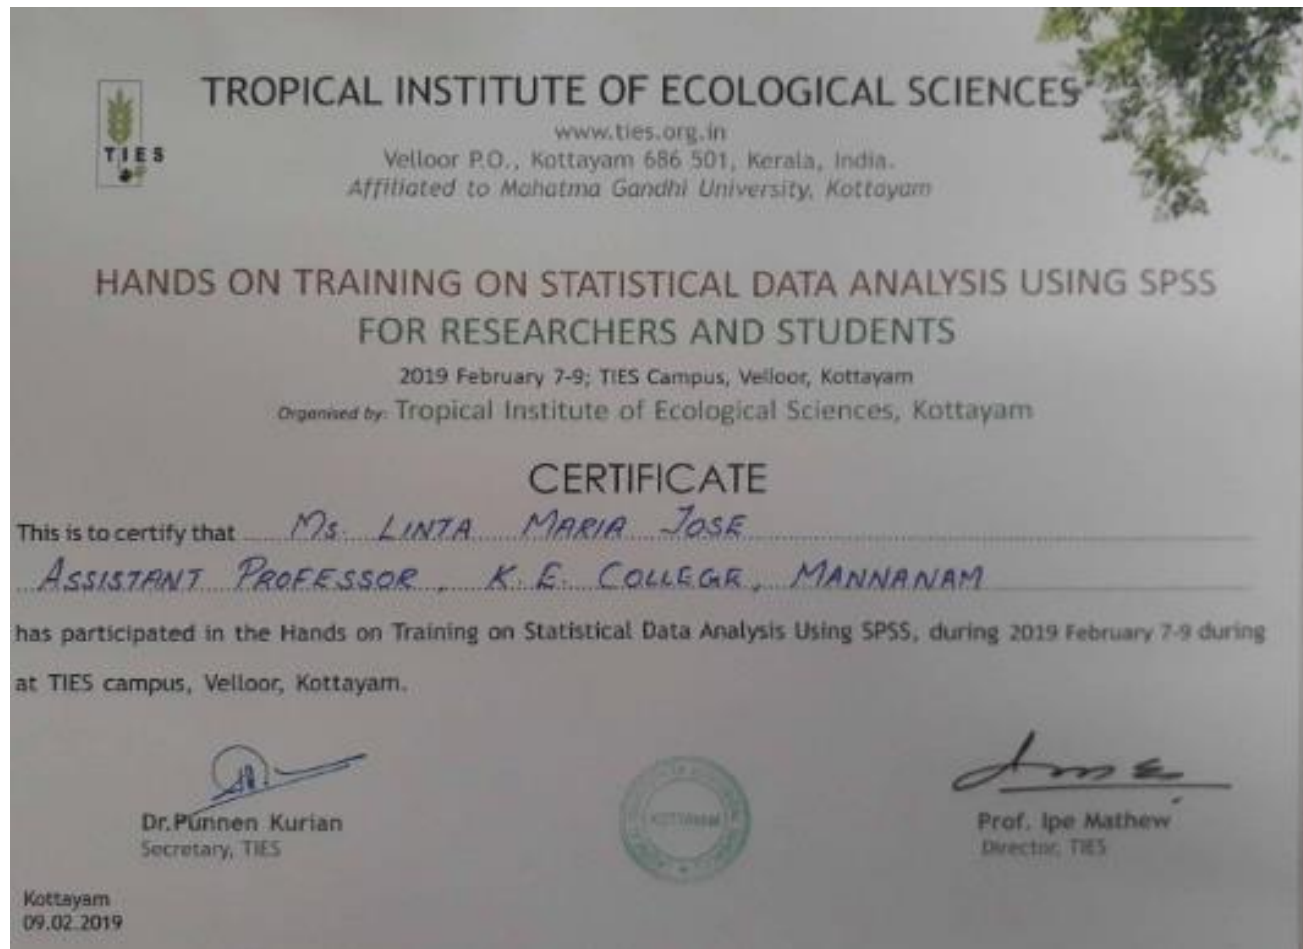 TROPICAL INSTITUTE OF ECOLOGICAL SCIENCES
TIES
www.ties.org.in
Velloor P.O., Kottayam 686 501, Kerala, India.
Affiliated to Mahatma Gandhi University, Kottayam
HANDS ON TRAINING ON STATISTICAL DATA ANALYSIS USING SPSS
FOR RESEARCHERS AND STUDENTS
2019 February 7-9; TIES Campus, Velloor, Kottayam
Organised by: Tropical Institute of Ecological Sciences, Kottayam
CERTIFICATE
This is to certify that Ms. LINTA MARIA JOSE
ASSISTANT PROFESSOR, K. E. COLLEGE, MANNANAM
has participated in the Hands on Training on Statistical Data Analysis Using SPSS, during 2019 February 7-9 during
at TIES campus, Velloor, Kottayam.
KOTTAYAM
Dr.Punnen Kurian
Secretary, TIES
Prof. Ipe Mathew
Director, TIES
Kottayam
09.02.2019